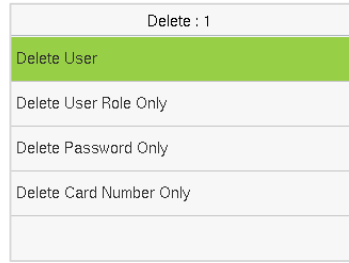 Delete : 1
Delete User
Delete User Role Only
Delete Password Only
Delete Card Number Only